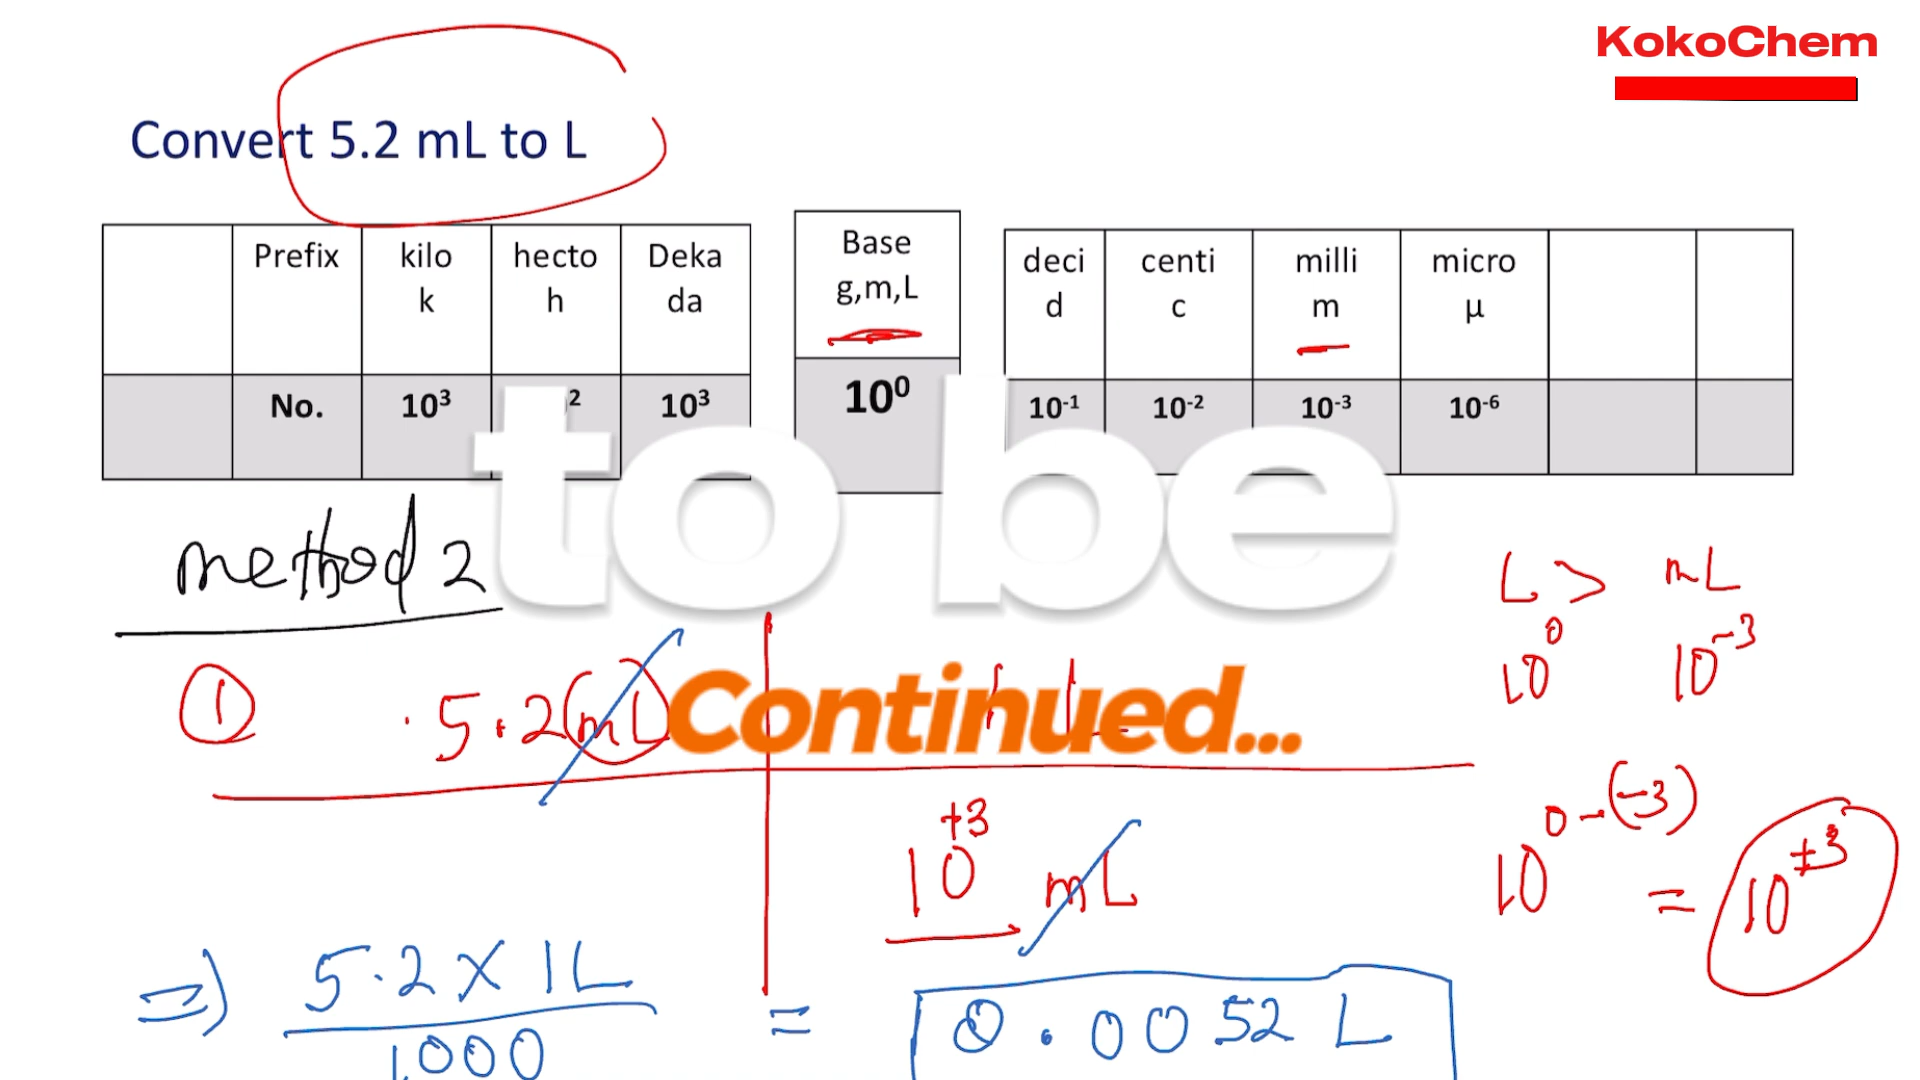 KokoChem
Convert 5.2 mL to L
Prefix kilo hecto Deka Base deci centi milli micro
k h da g,m,L d c m μ
No. 10³ ² 10³ 10⁰ 10⁻¹ 10⁻² 10⁻³ 10⁻⁶
to be
Continued...
method 2
L > mL
10⁰ 10⁻³
1 5.2 mL L
10⁺³ mL
10⁰⁻⁽⁻³⁾ = 10⁺³
⇒ 5.2 X 1L = 0.0052 L
1000